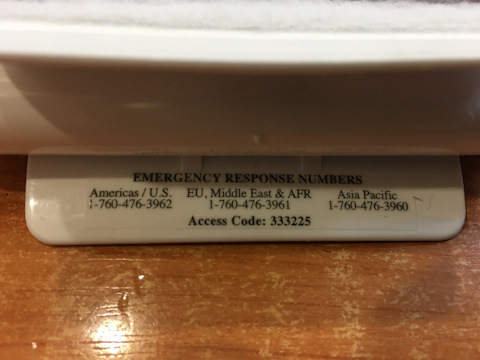 EMERGENCY RESPONSE NUMBERS
Americas / U.S. EU, Middle East & AFR Asia Pacific
1-760-476-3962 1-760-476-3961 1-760-476-3960
Access Code: 333225